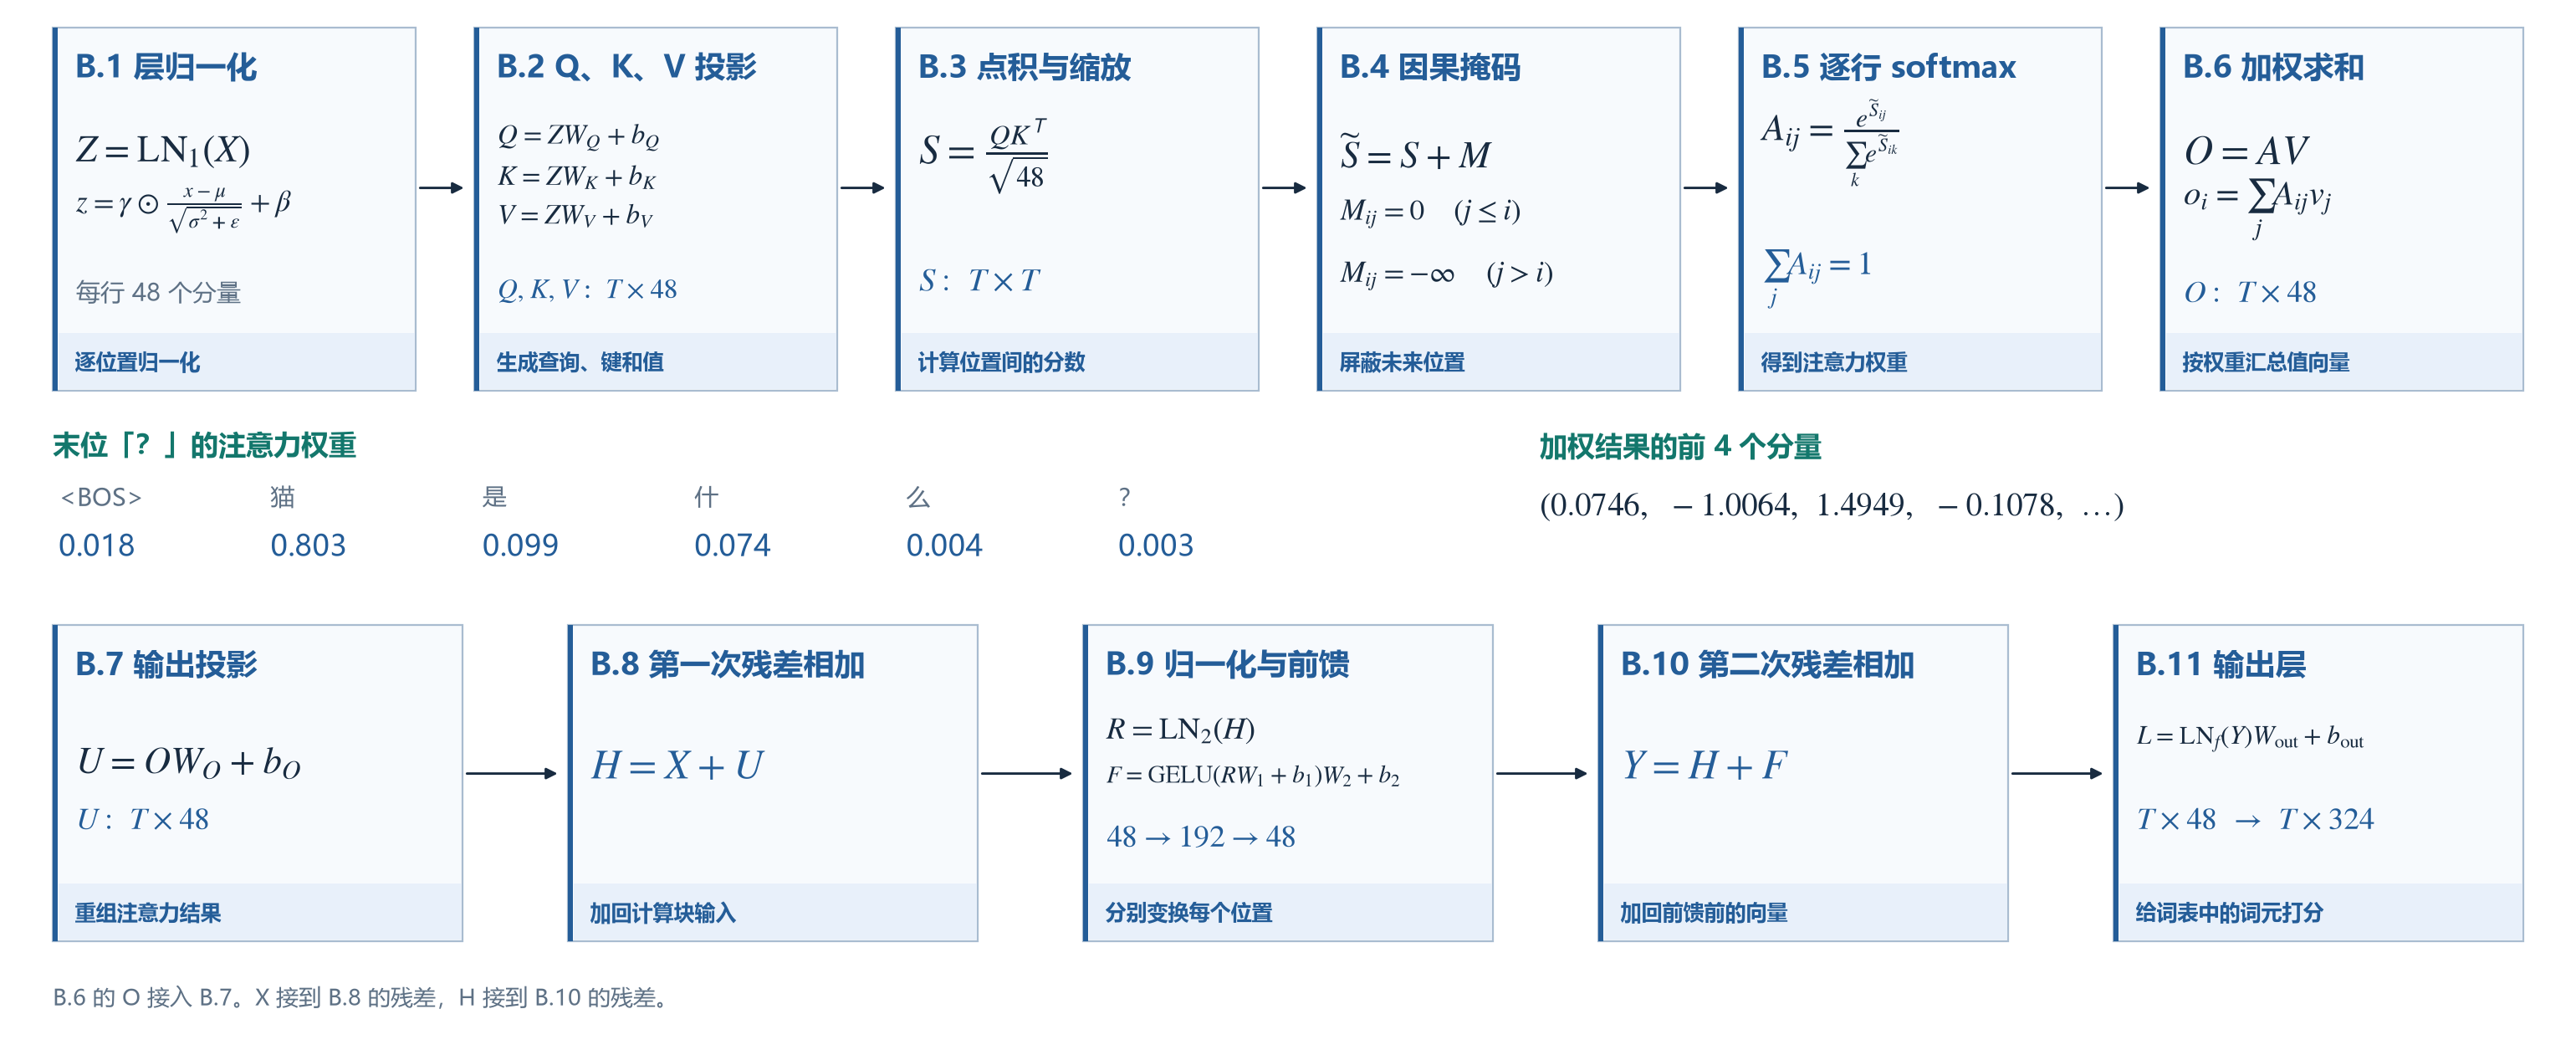 B.1 层归一化
Z = LN₁(X)
z = γ ⊙ (x − μ) / √(σ² + ε) + β
每行 48 个分量
逐位置归一化
B.2 Q、K、V 投影
Q = ZW_Q + b_Q
K = ZW_K + b_K
V = ZW_V + b_V
Q, K, V : T × 48
生成查询、键和值
B.3 点积与缩放
S = QK^T / √48
S : T × T
计算位置间的分数
B.4 因果掩码
S̃ = S + M
M_ij = 0 (j ≤ i)
M_ij = −∞ (j > i)
屏蔽未来位置
B.5 逐行 softmax
A_ij = e^{S̃_ij} / ∑_k e^{S̃_ik}
∑_j A_ij = 1
得到注意力权重
B.6 加权求和
O = AV
o_i = ∑_j A_ij v_j
O : T × 48
按权重汇总值向量
末位「？」的注意力权重
<BOS> 猫 是 什 么 ？
0.018 0.803 0.099 0.074 0.004 0.003
加权结果的前 4 个分量
(0.0746, − 1.0064, 1.4949, − 0.1078, …)
B.7 输出投影
U = OW_O + b_O
U : T × 48
重组注意力结果
B.8 第一次残差相加
H = X + U
加回计算块输入
B.9 归一化与前馈
R = LN₂(H)
F = GELU(RW₁ + b₁)W₂ + b₂
48 → 192 → 48
分别变换每个位置
B.10 第二次残差相加
Y = H + F
加回前馈前的向量
B.11 输出层
L = LN_f(Y)W_out + b_out
T × 48 → T × 324
给词表中的词元打分
B.6 的 O 接入 B.7。X 接到 B.8 的残差，H 接到 B.10 的残差。